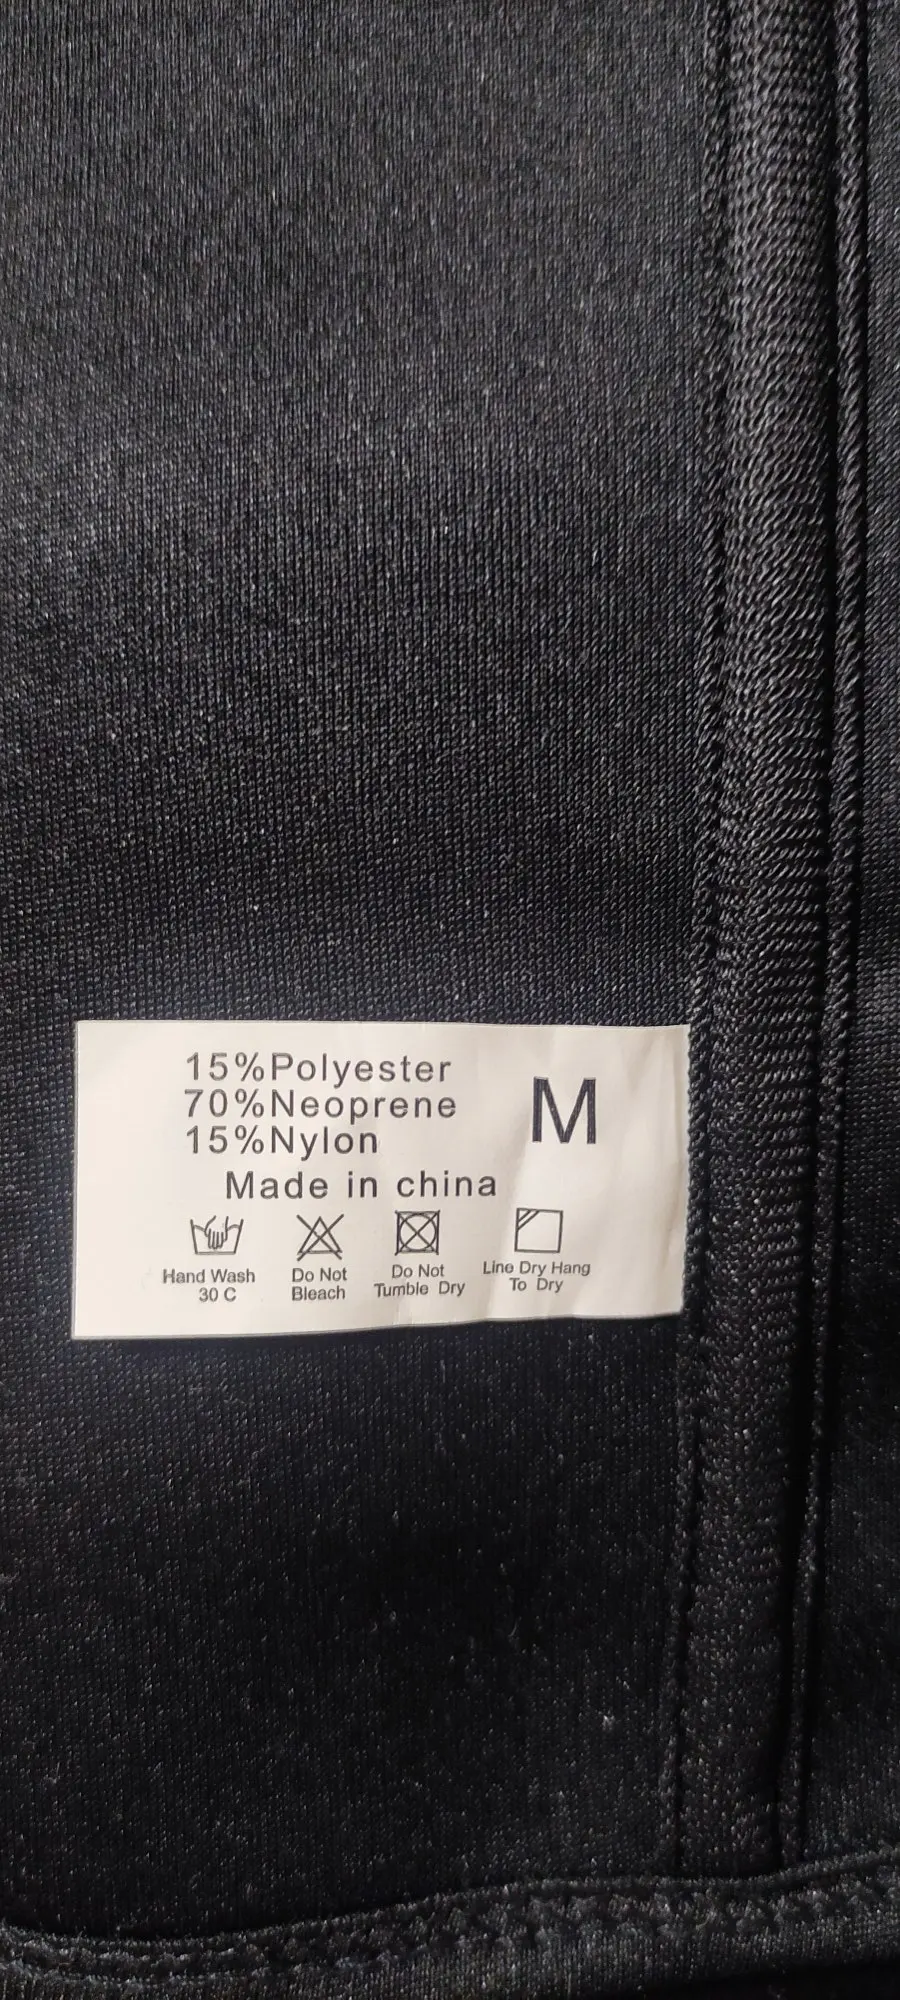 15%Polyester
70%Neoprene
15%Nylon
M
Made in china
Hand Wash
30 C
Do Not
Bleach
Do Not
Tumble Dry
Line Dry Hang
To Dry